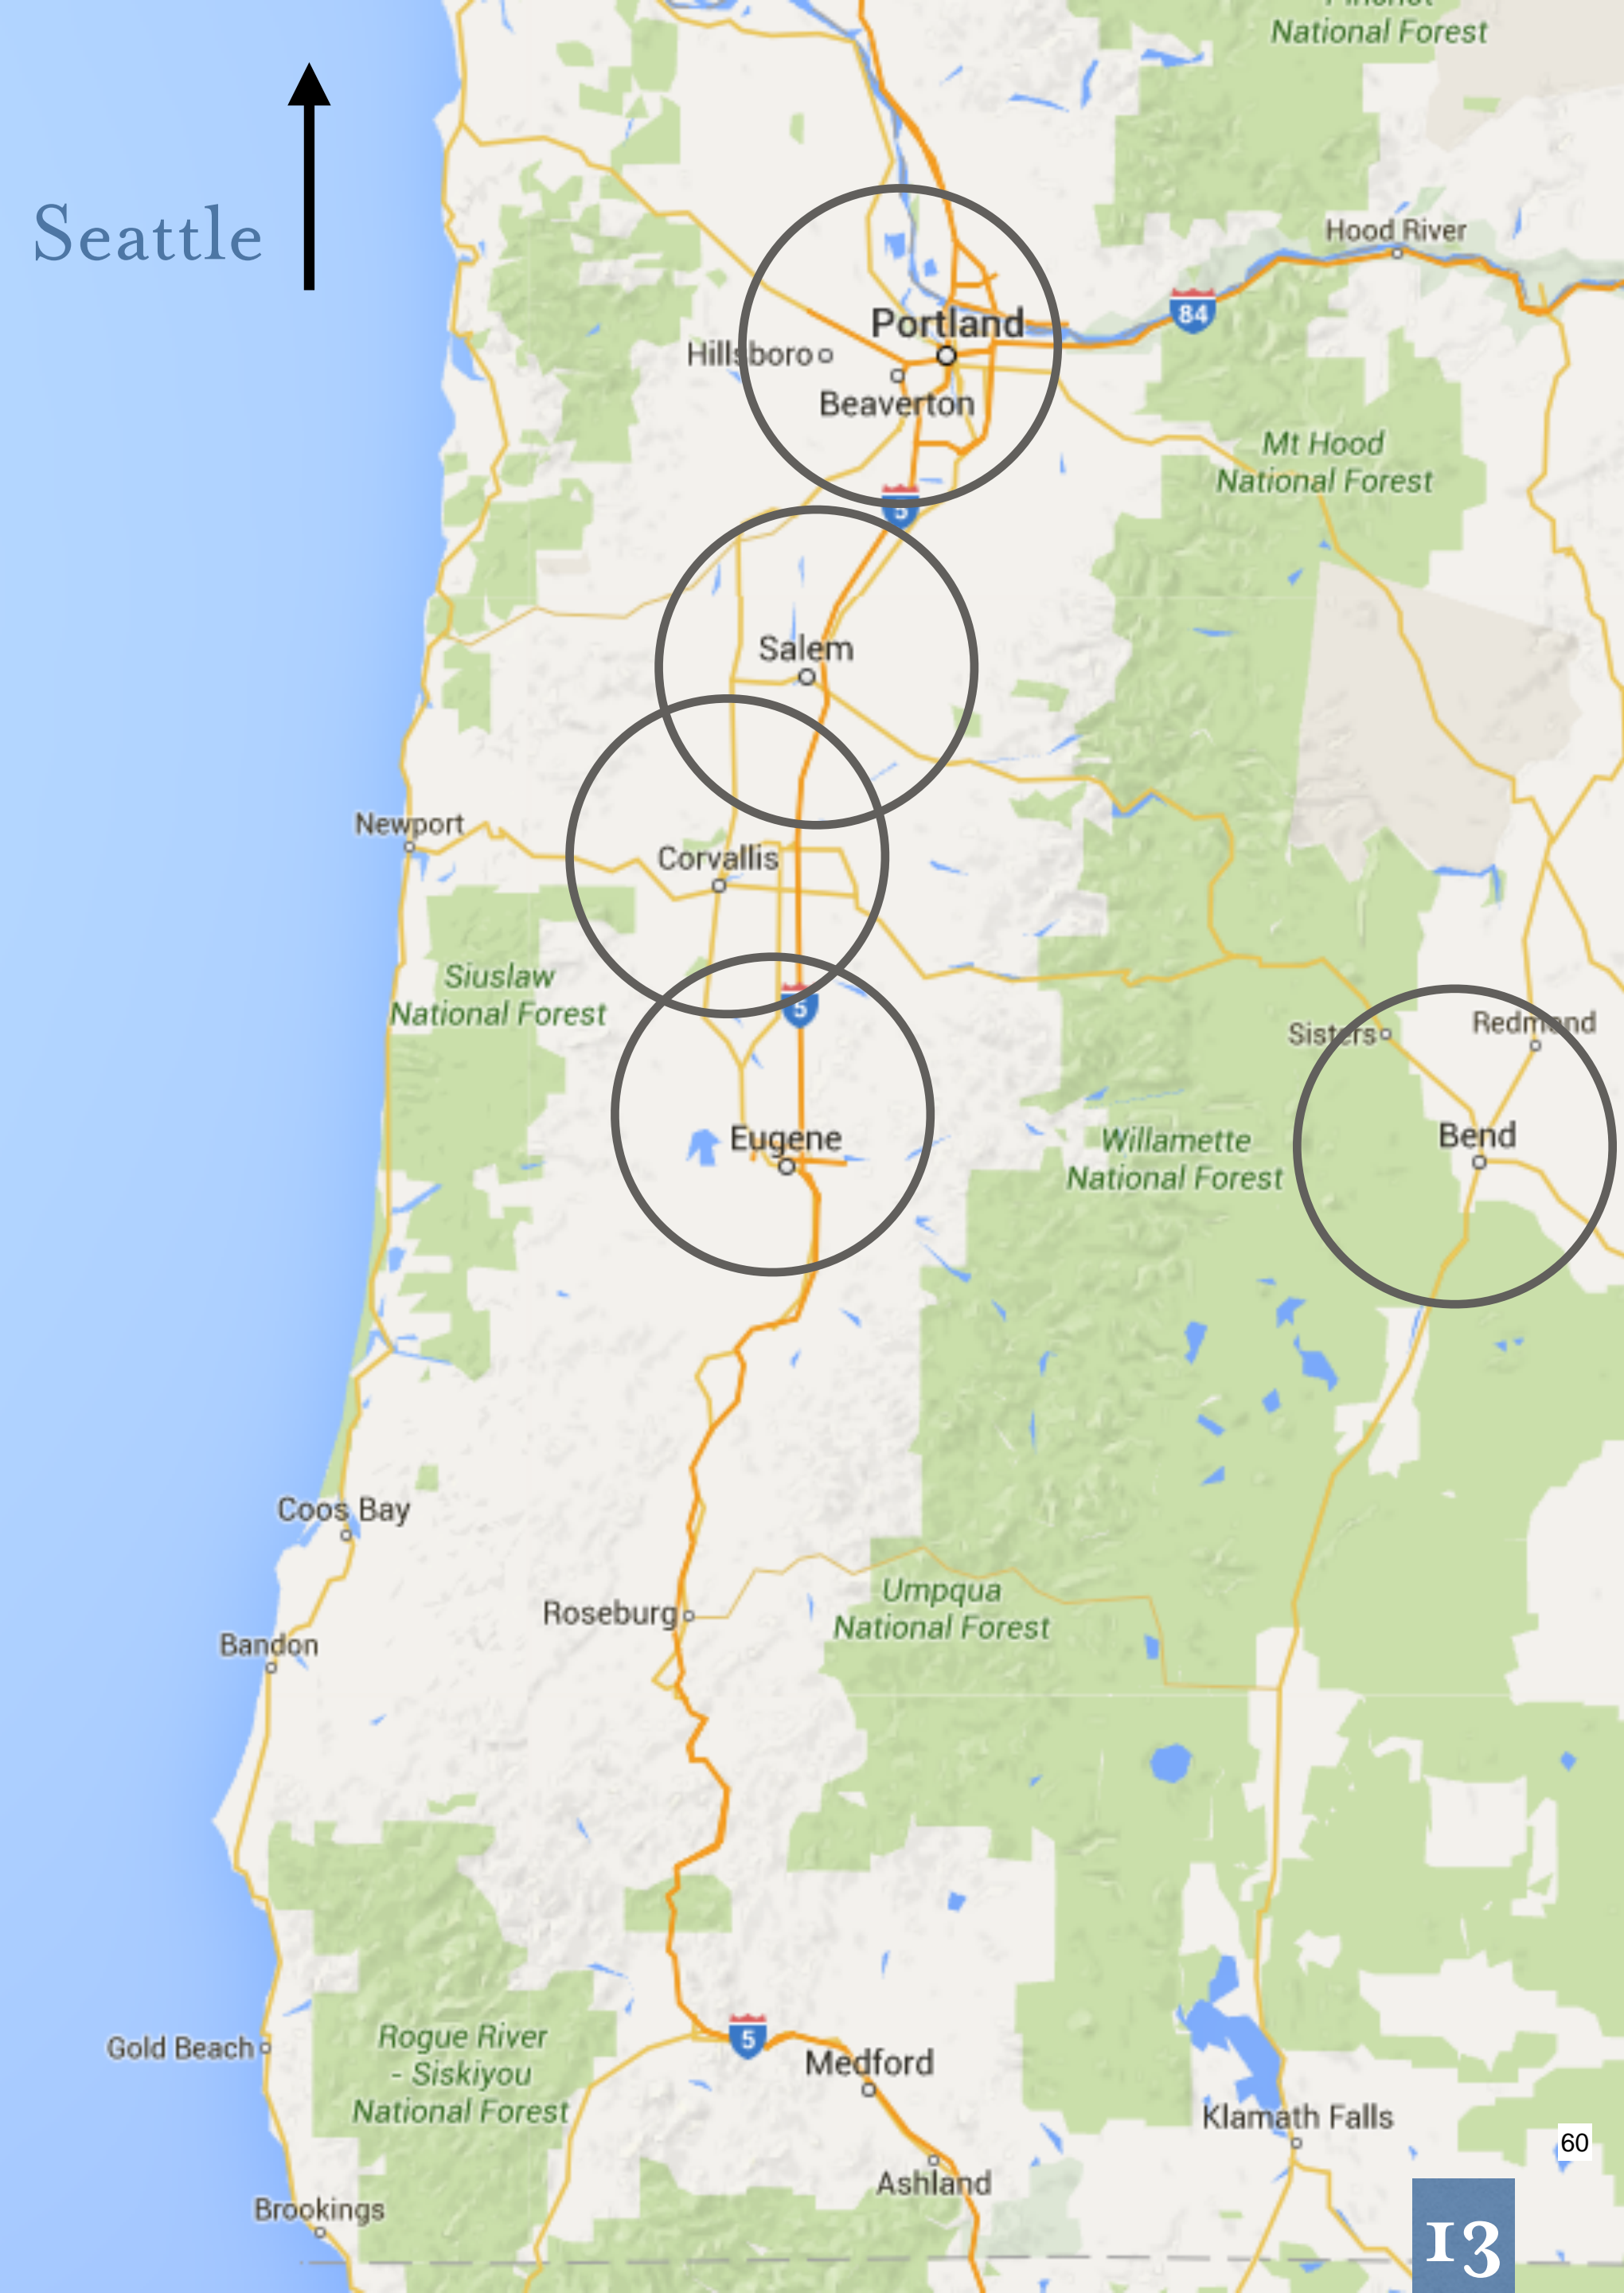 Pinchot
National Forest
Seattle
Hood River
84
Portland
Hillsboro
Beaverton
Mt Hood
National Forest
5
Salem
Newport
Corvallis
Siuslaw
National Forest
5
Sisters
Redmond
Bend
Eugene
Willamette
National Forest
Coos Bay
Umpqua
National Forest
Roseburg
Bandon
Gold Beach
Rogue River
- Siskiyou
National Forest
5
Medford
Klamath Falls
60
Ashland
Brookings
13